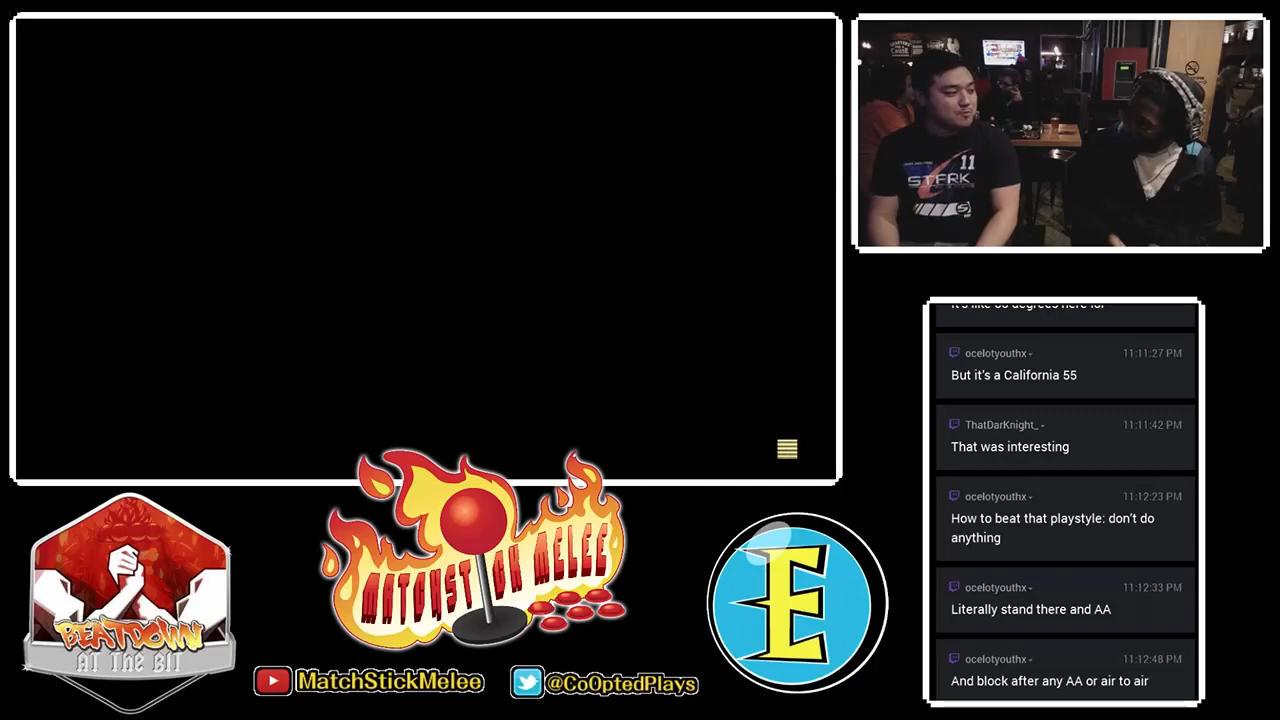 11
STARK
ocelotyouthx
11:11:27 PM
But it's a California 55
ThatDarKnight_
11:11:42 PM
That was interesting
ocelotyouthx
11:12:23 PM
How to beat that playstyle: don't do
anything
ocelotyouthx
11:12:33 PM
Literally stand there and AA
ocelotyouthx
11:12:48 PM
And block after any AA or air to air
BEATDOWN
AT THE BIT
MATCHSTICK MELEE
E
MatchStickMelee
@CoOptedPlays